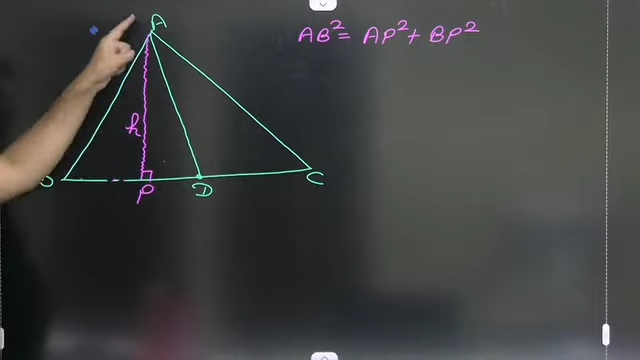 A
AB² = AP² + BP²
h
P
D
C